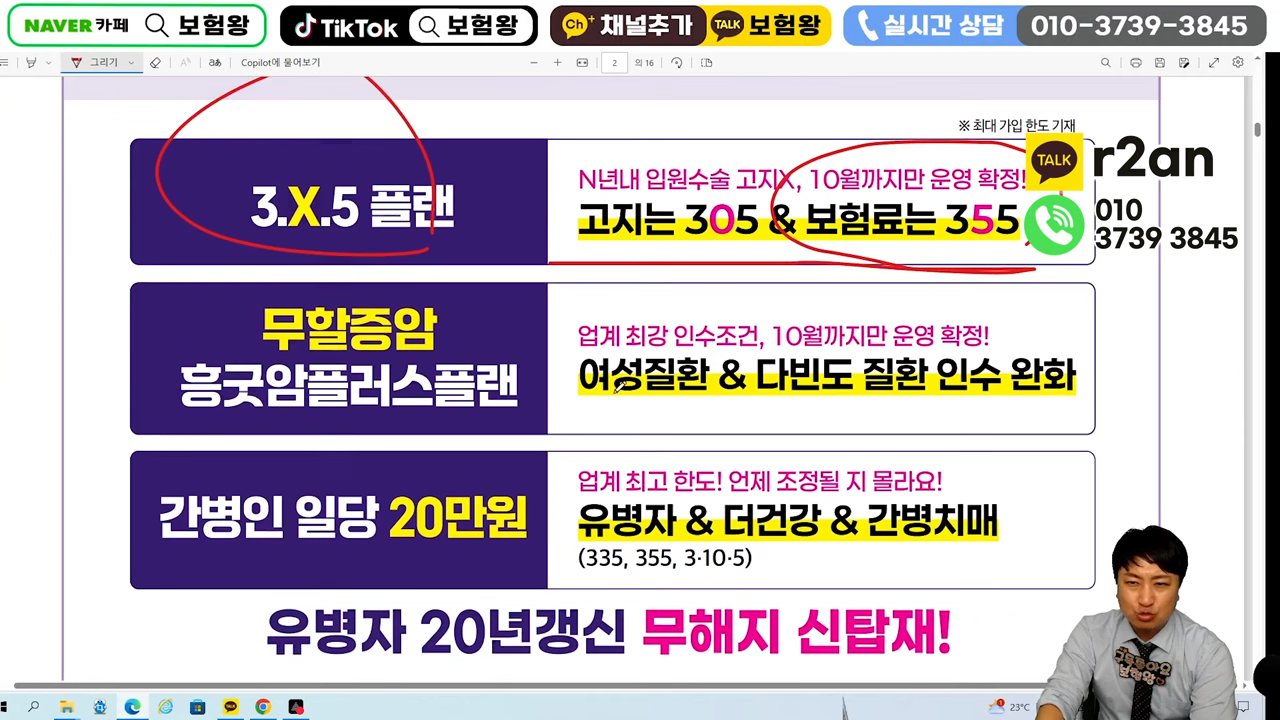 NAVER 카페 보험왕
TikTok 보험왕
Ch+ 채널추가 TALK 보험왕
실시간 상담 010-3739-3845
그리기
Copilot에 물어보기
2 의 16
※ 최대 가입 한도 기재
3.X.5 플랜
N년내 입원수술 고지X, 10월까지만 운영 확정!
고지는 305 & 보험료는 355
TALK r2an
010
3739 3845
무할증암
흥굿암플러스플랜
업계 최강 인수조건, 10월까지만 운영 확정!
여성질환 & 다빈도 질환 인수 완화
간병인 일당 20만원
업계 최고 한도! 언제 조정될 지 몰라요!
유병자 & 더건강 & 간병치매
(335, 355, 3·10·5)
유병자 20년갱신 무해지 신탑재!
보험왕
23°C